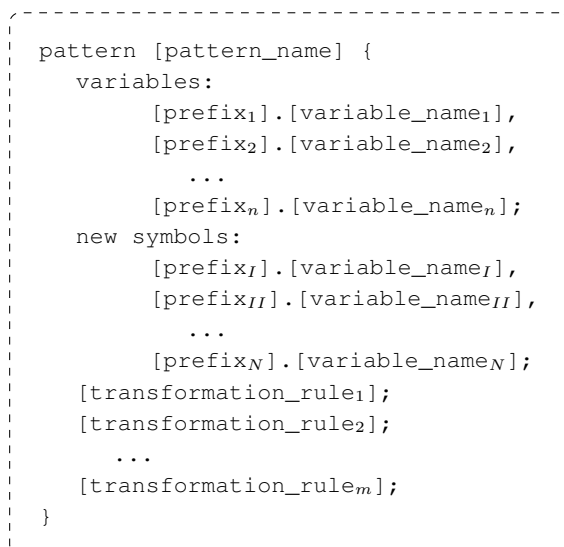 pattern [pattern_name] {
variables:
[prefix₁].[variable_name₁],
[prefix₂].[variable_name₂],
...
[prefixₙ].[variable_nameₙ];
new symbols:
[prefix_I].[variable_name_I],
[prefix_II].[variable_name_II],
...
[prefix_N].[variable_name_N];
[transformation_rule₁];
[transformation_rule₂];
...
[transformation_ruleₘ];
}